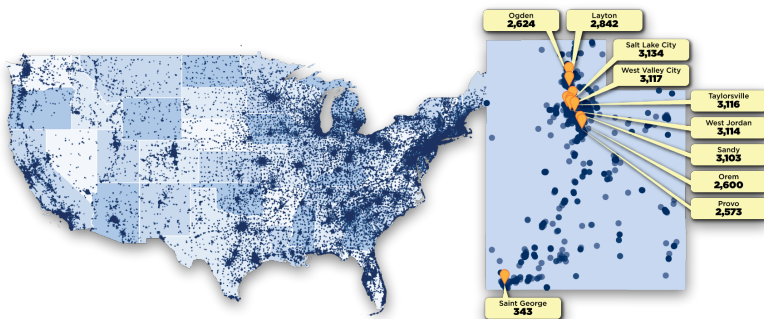 Ogden
2,624
Layton
2,842
Salt Lake City
3,134
West Valley City
3,117
Taylorsville
3,116
West Jordan
3,114
Sandy
3,103
Orem
2,600
Provo
2,573
Saint George
343